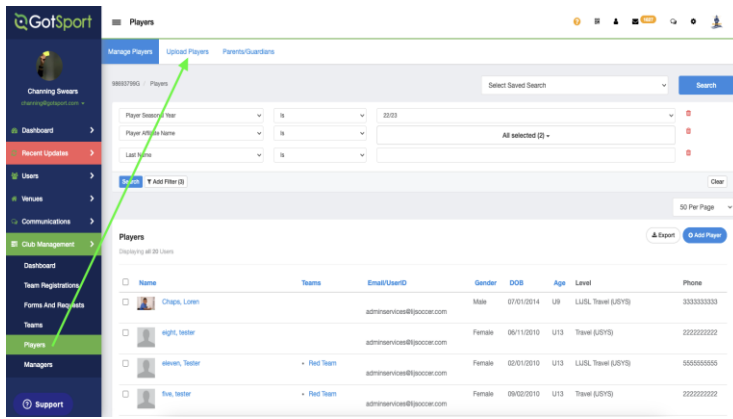 GotSport
Players
Channing Swears
channing@gotsport.com
Dashboard
Recent Updates
Users
Venues
Communications
Club Management
Dashboard
Team Registrations
Forms And Requests
Teams
Players
Managers
Support
Manage Players Upload Players Parents/Guardians
/ Players
Select Saved Search Search
Player Seasonal Year Is 22/23
Player Affiliate Name Is All selected (2)
Last Name Is
Search Add Filter (3) Clear
50 Per Page
Players Export Add Player
Displaying all 20 Users
Name Teams Email/UserID Gender DOB Age Level Phone
Chaps, Loren adminservices@lijsoccer.com Male 07/01/2014 U9 LIJSL Travel (USYS) 3333333333
eight, tester adminservices@lijsoccer.com Female 06/11/2010 U13 Travel (USYS) 2222222222
eleven, Tester Red Team adminservices@lijsoccer.com Female 02/01/2010 U13 LIJSL Travel (USYS) 5555555555
five, tester Red Team adminservices@lijsoccer.com Female 09/02/2010 U13 Travel (USYS) 2222222222